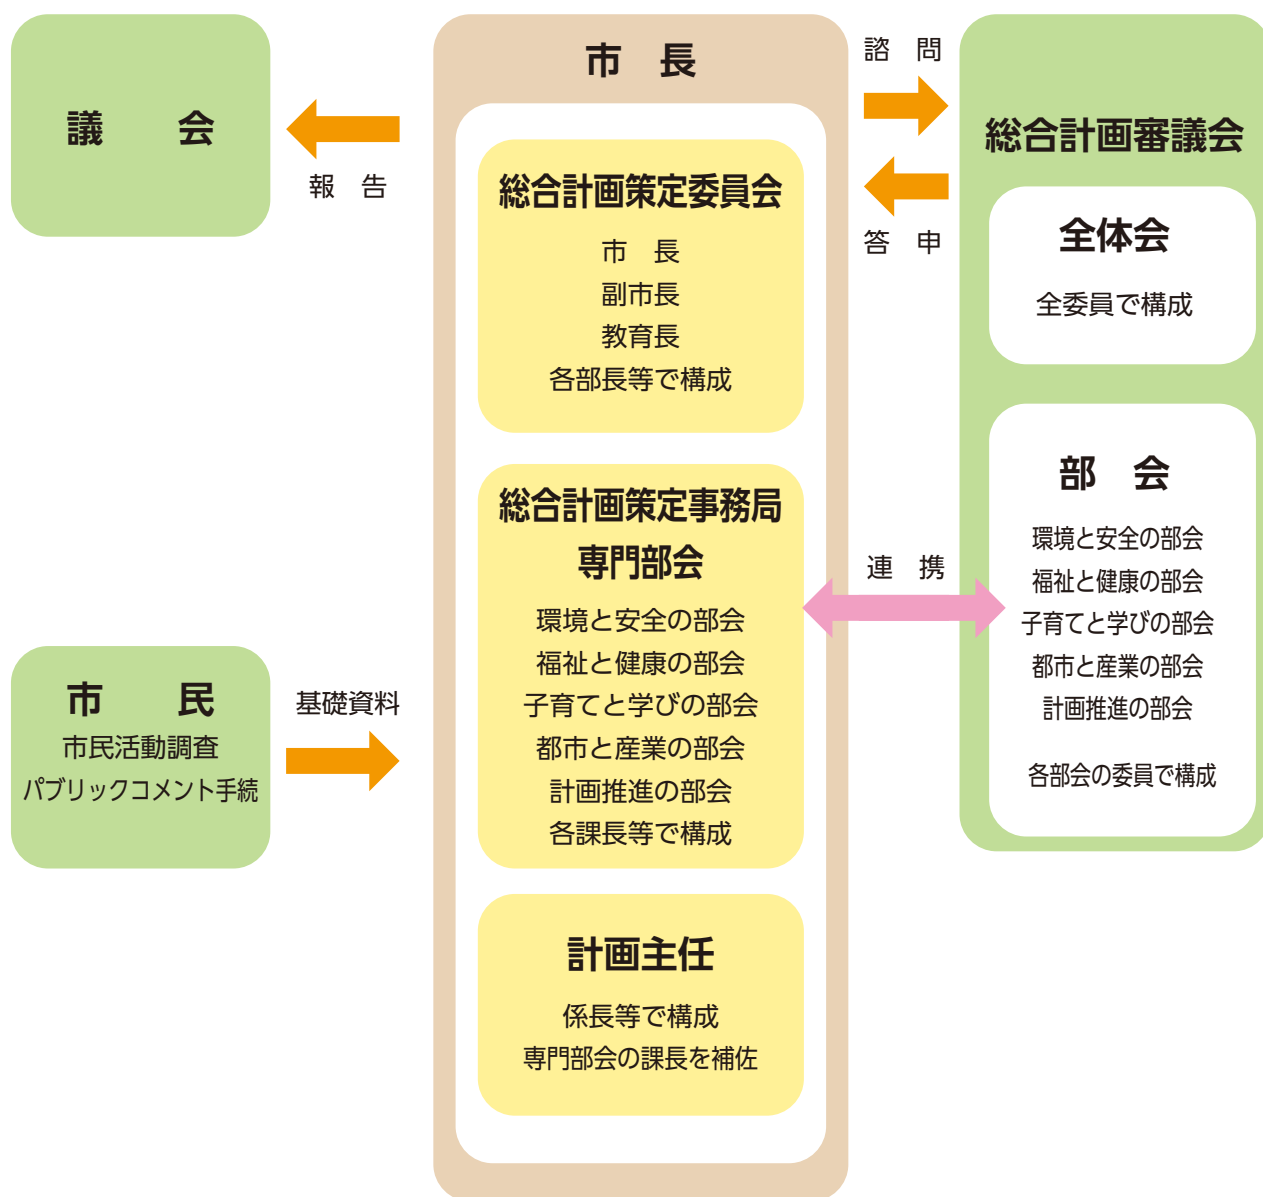 議　会
報　告
市　民
市民活動調査
パブリックコメント手続
基礎資料
市　長
総合計画策定委員会
市　長
副市長
教育長
各部長等で構成
総合計画策定事務局
専門部会
環境と安全の部会
福祉と健康の部会
子育てと学びの部会
都市と産業の部会
計画推進の部会
各課長等で構成
計画主任
係長等で構成
専門部会の課長を補佐
諮　問
答　申
連　携
総合計画審議会
全体会
全委員で構成
部　会
環境と安全の部会
福祉と健康の部会
子育てと学びの部会
都市と産業の部会
計画推進の部会
各部会の委員で構成